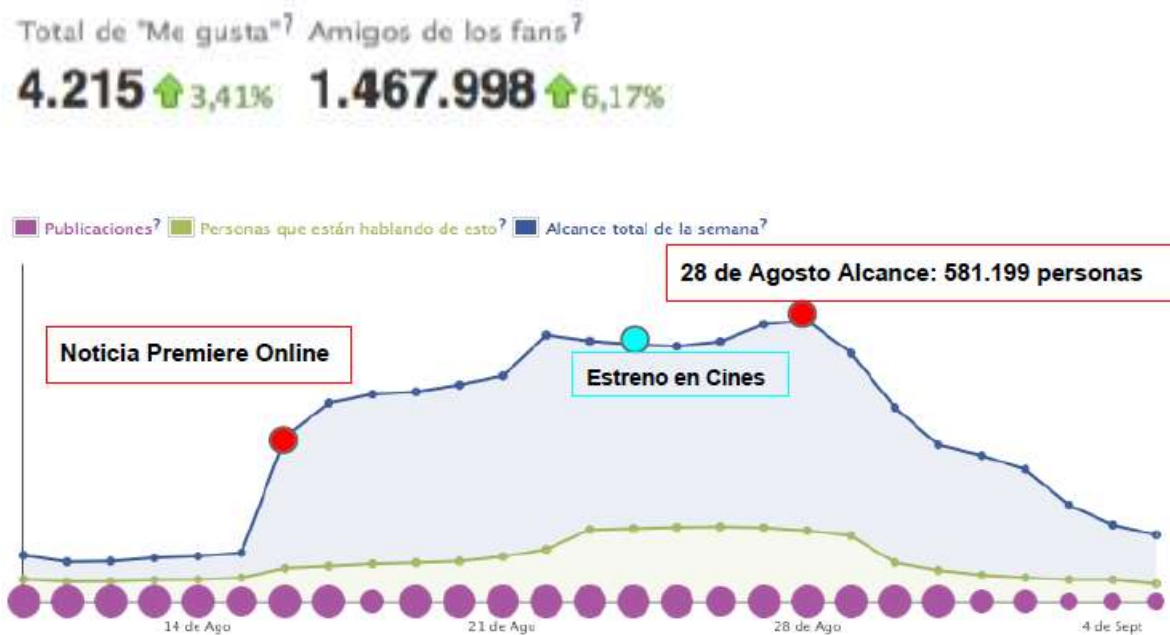 Total de "Me gusta"? Amigos de los fans?
4.215 3,41% 1.467.998 6,17%
Publicaciones? Personas que están hablando de esto? Alcance total de la semana?
28 de Agosto Alcance: 581.199 personas
Noticia Premiere Online
Estreno en Cines
14 de Ago 21 de Ago 28 de Ago 4 de Sept